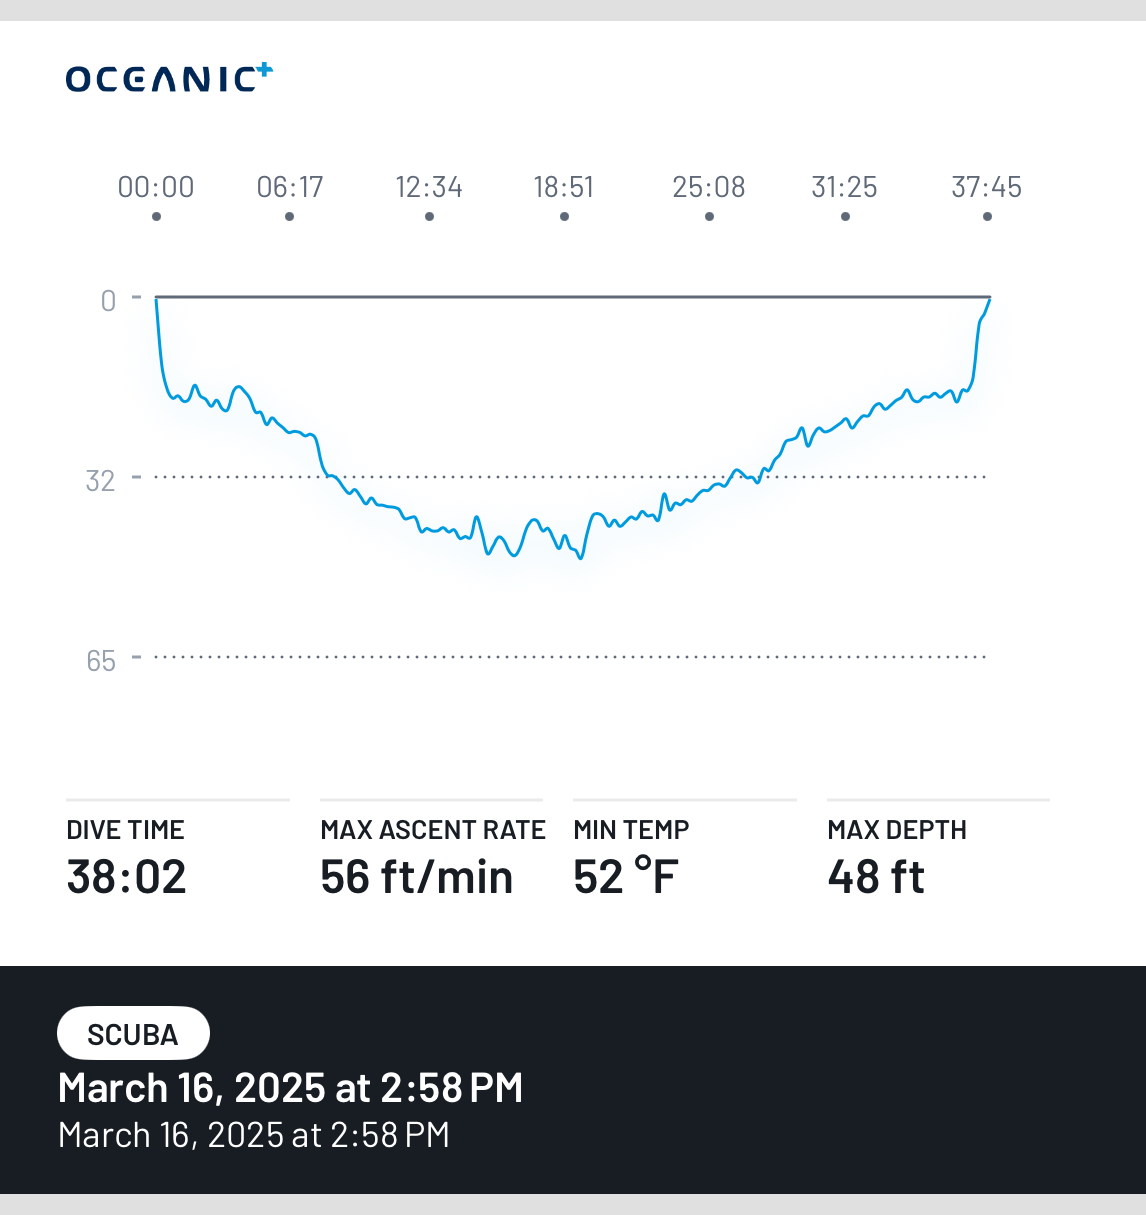 OCEANIC+
00:00 06:17 12:34 18:51 25:08 31:25 37:45
0
32
65
DIVE TIME MAX ASCENT RATE MIN TEMP MAX DEPTH
38:02 56 ft/min 52 °F 48 ft
SCUBA
March 16, 2025 at 2:58 PM
March 16, 2025 at 2:58 PM